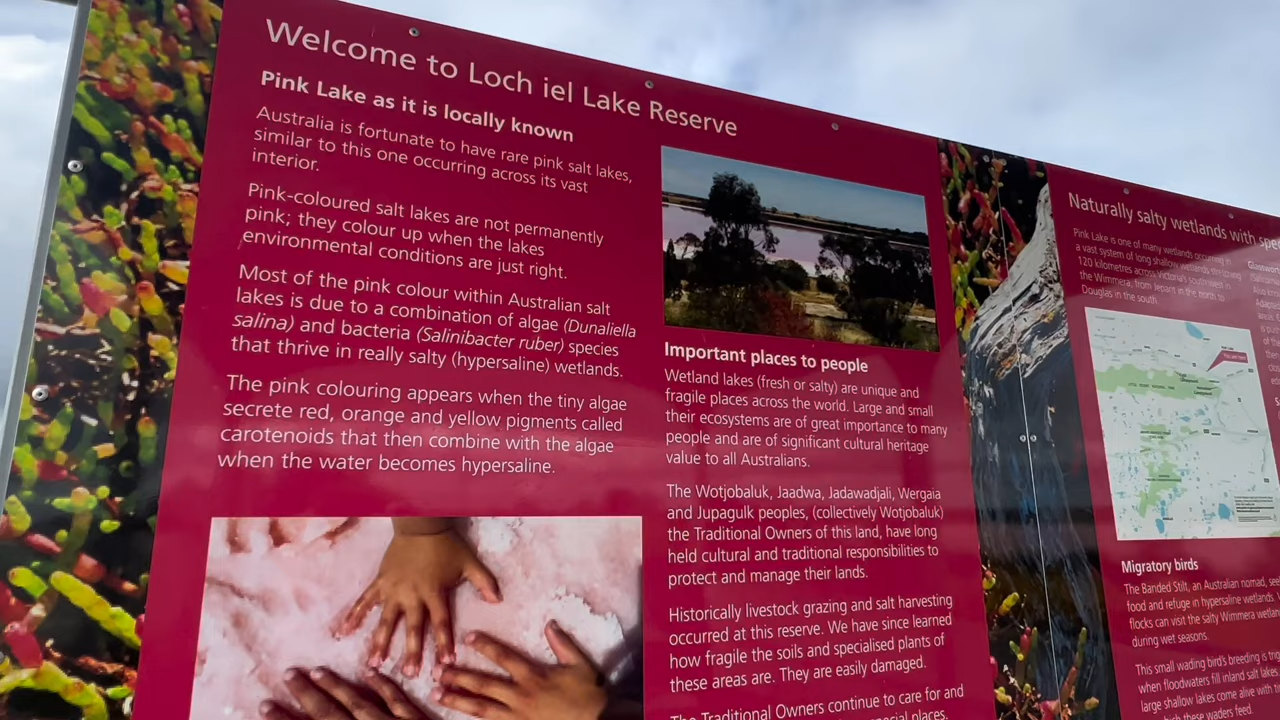 Welcome to Loch iel Lake Reserve
Pink Lake as it is locally known
Australia is fortunate to have rare pink salt lakes,
similar to this one occurring across its vast
interior.
Pink-coloured salt lakes are not permanently
pink; they colour up when the lakes
environmental conditions are just right.
Most of the pink colour within Australian salt
lakes is due to a combination of algae (Dunaliella
salina) and bacteria (Salinibacter ruber) species
that thrive in really salty (hypersaline) wetlands.
The pink colouring appears when the tiny algae
secrete red, orange and yellow pigments called
carotenoids that then combine with the algae
when the water becomes hypersaline.
Important places to people
Wetland lakes (fresh or salty) are unique and
fragile places across the world. Large and small
their ecosystems are of great importance to many
people and are of significant cultural heritage
value to all Australians.
The Wotjobaluk, Jaadwa, Jadawadjali, Wergaia
and Jupagulk peoples, (collectively Wotjobaluk)
the Traditional Owners of this land, have long
held cultural and traditional responsibilities to
protect and manage their lands.
Historically livestock grazing and salt harvesting
occurred at this reserve. We have since learned
how fragile the soils and specialised plants of
these areas are. They are easily damaged.
The Traditional Owners continue to care for and
special places.
Naturally salty wetlands with spe
Pink Lake is one of many wetlands occurring in
a vast system of long shallow wetlands stretching
120 kilometres across Victoria's southwest in
the Wimmera, from Jeparit in the north to
Douglas in the south.
Migratory birds
The Banded Stilt, an Australian nomad, see
food and refuge in hypersaline wetlands.
flocks can visit the salty Wimmera wetlan
during wet seasons.
This small wading bird's breeding is trig
when floodwaters fill inland salt lakes.
large shallow lakes come alive with ti
which these waders feed.